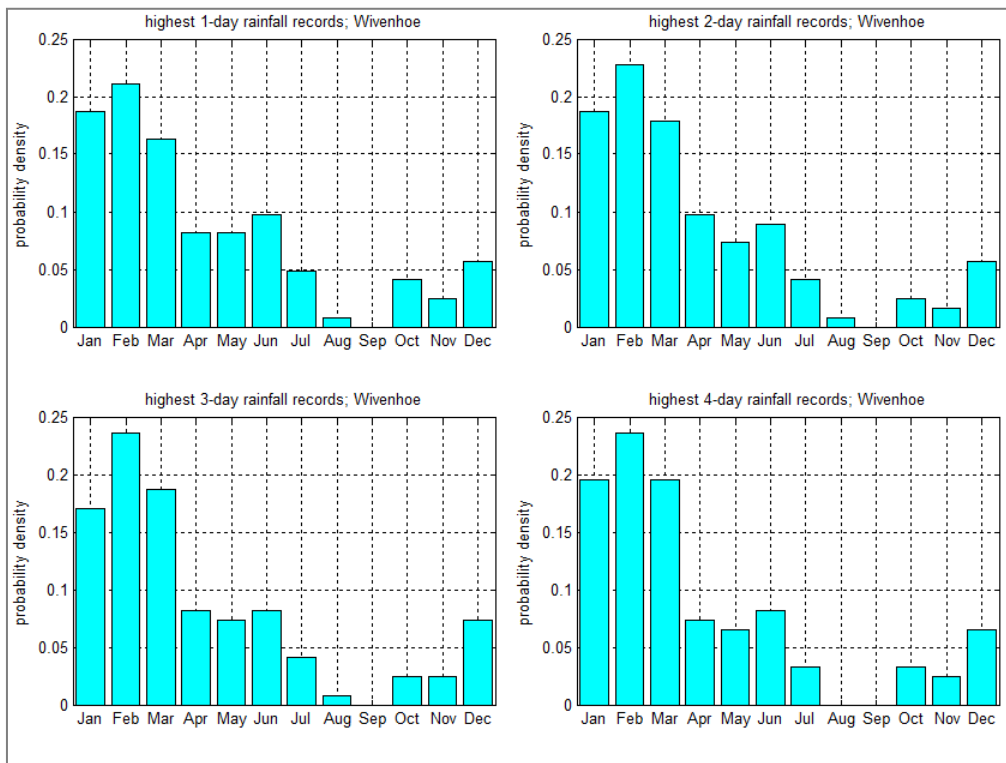 highest 1-day rainfall records; Wivenhoe
probability density
0.25
0.2
0.15
0.1
0.05
0
Jan Feb Mar Apr May Jun Jul Aug Sep Oct Nov Dec
highest 2-day rainfall records; Wivenhoe
probability density
0.25
0.2
0.15
0.1
0.05
0
Jan Feb Mar Apr May Jun Jul Aug Sep Oct Nov Dec
highest 3-day rainfall records; Wivenhoe
probability density
0.25
0.2
0.15
0.1
0.05
0
Jan Feb Mar Apr May Jun Jul Aug Sep Oct Nov Dec
highest 4-day rainfall records; Wivenhoe
probability density
0.25
0.2
0.15
0.1
0.05
0
Jan Feb Mar Apr May Jun Jul Aug Sep Oct Nov Dec